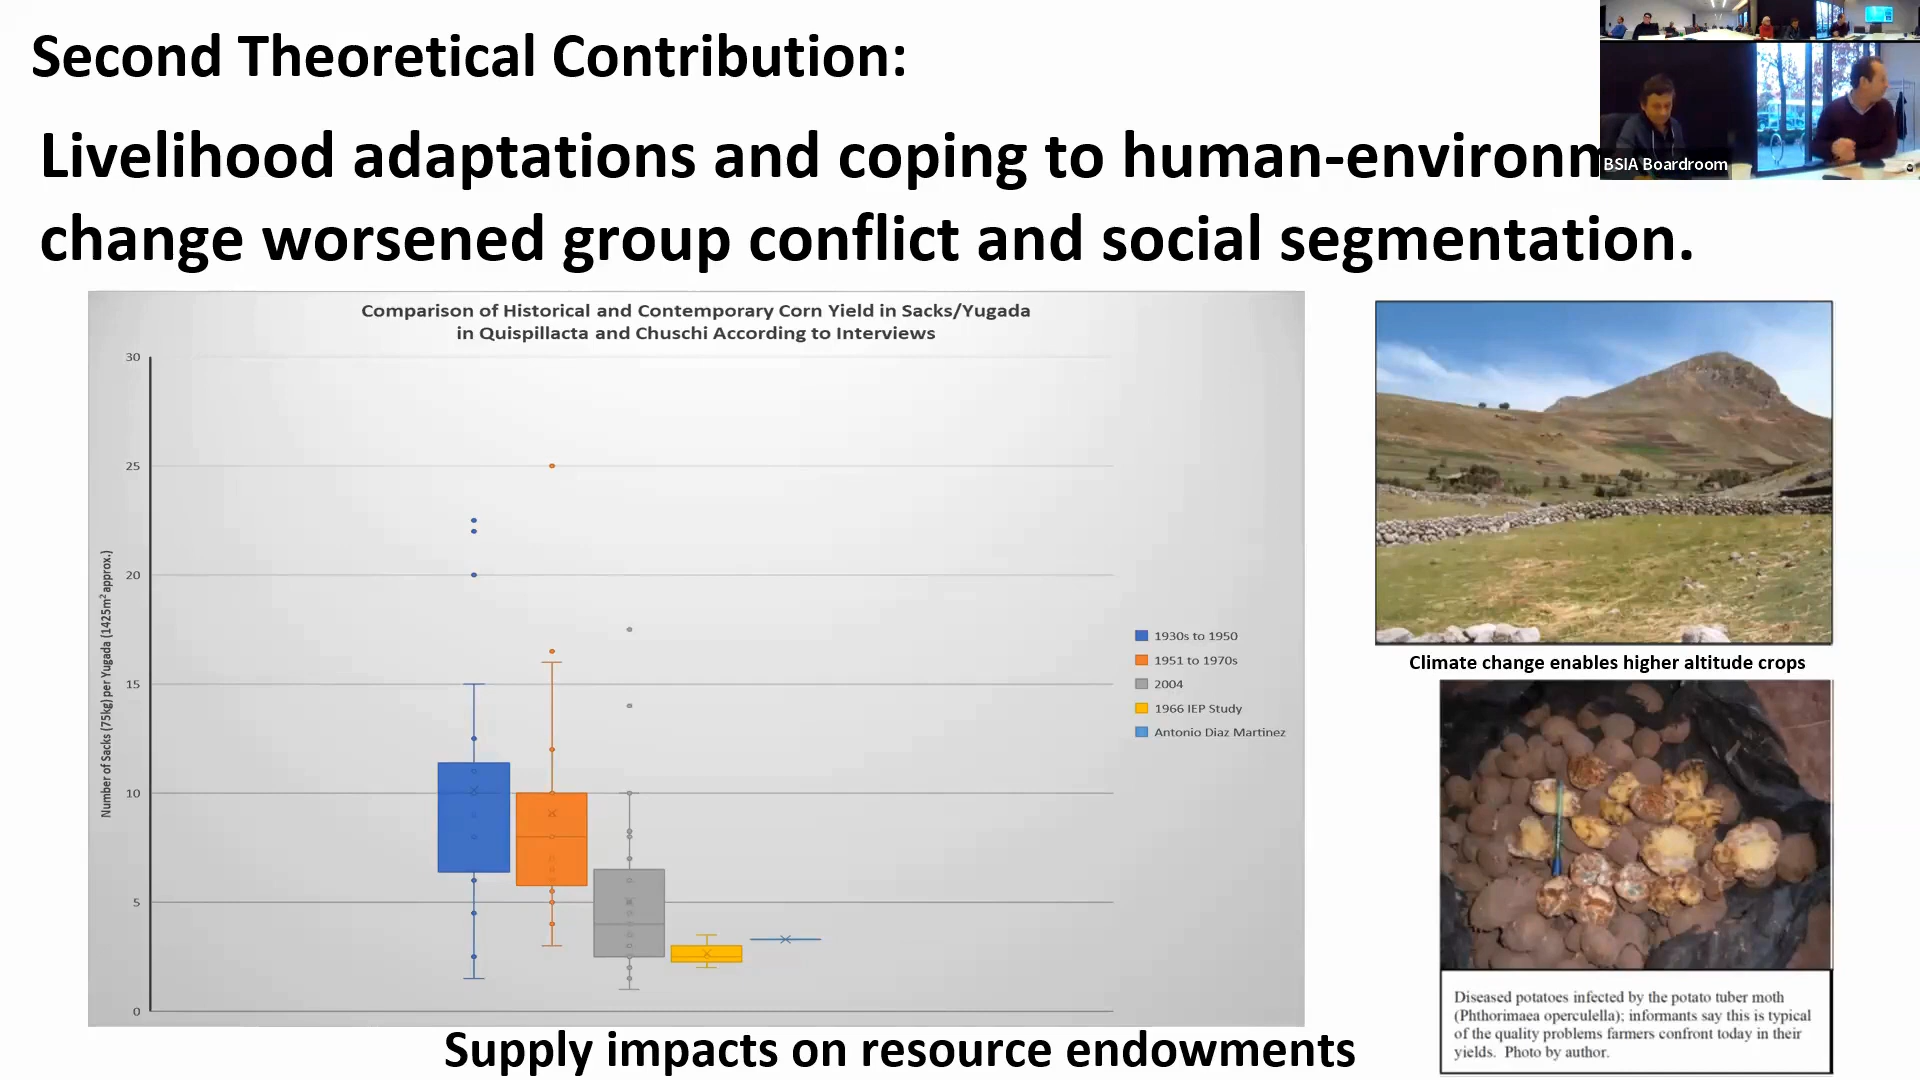 Second Theoretical Contribution:
Livelihood adaptations and coping to human-environm
change worsened group conflict and social segmentation.
BSIA Boardroom
Comparison of Historical and Contemporary Corn Yield in Sacks/Yugada
in Quispillacta and Chuschi According to Interviews
Number of Sacks (75kg) per Yugada (1425m² approx.)
30
25
20
15
10
5
0
1930s to 1950
1951 to 1970s
2004
1966 IEP Study
Antonio Diaz Martinez
Climate change enables higher altitude crops
Diseased potatoes infected by the potato tuber moth
(Phthorimaea operculella); informants say this is typical
of the quality problems farmers confront today in their
yields. Photo by author.
Supply impacts on resource endowments